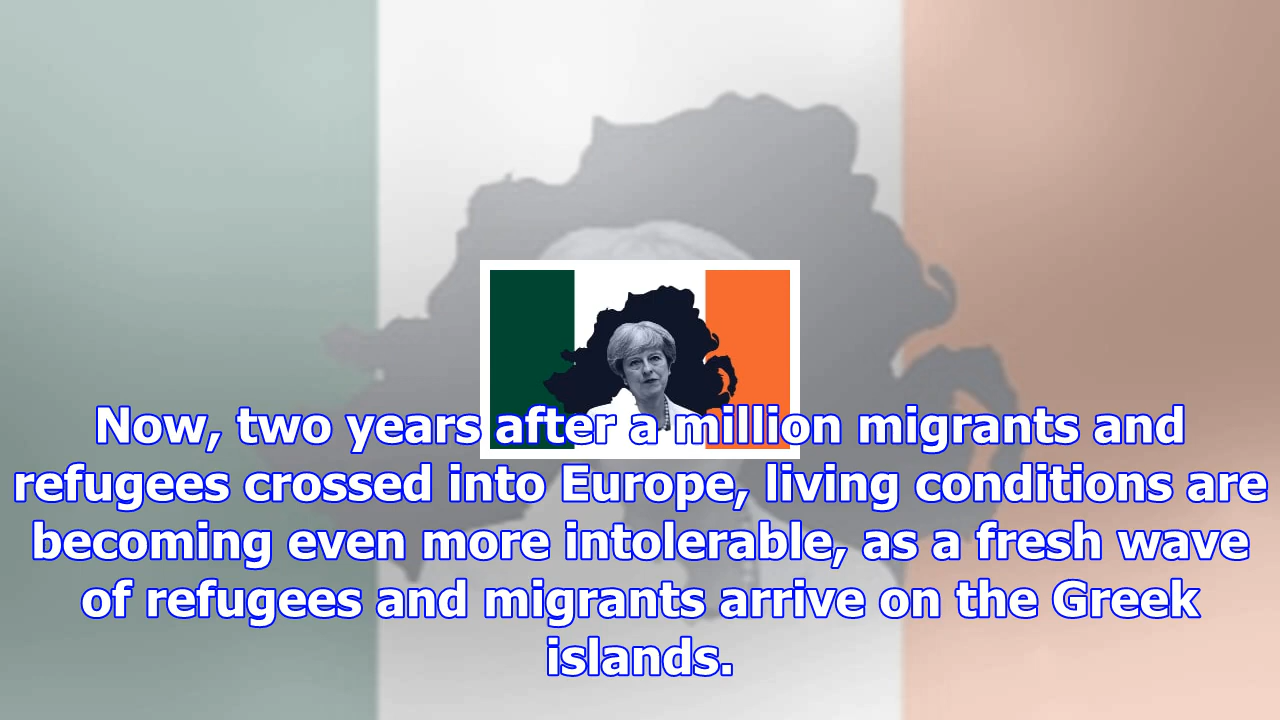 Now, two years after a million migrants and
refugees crossed into Europe, living conditions are
becoming even more intolerable, as a fresh wave
of refugees and migrants arrive on the Greek
islands.